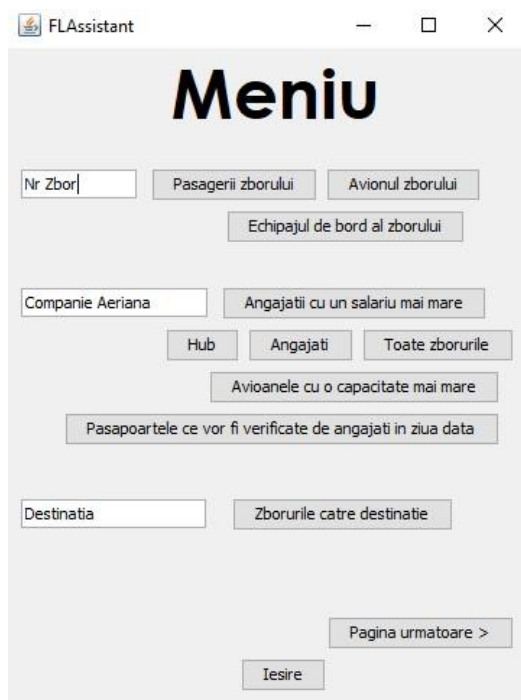 FLAssistant
Meniu
Nr Zbor Pasagerii zborului Avionul zborului
Echipajul de bord al zborului
Companie Aeriana Angajatii cu un salariu mai mare
Hub Angajati Toate zborurile
Avioanele cu o capacitate mai mare
Pasapoartele ce vor fi verificate de angajati in ziua data
Destinatia Zborurile catre destinatie
Pagina urmatoare >
Iesire